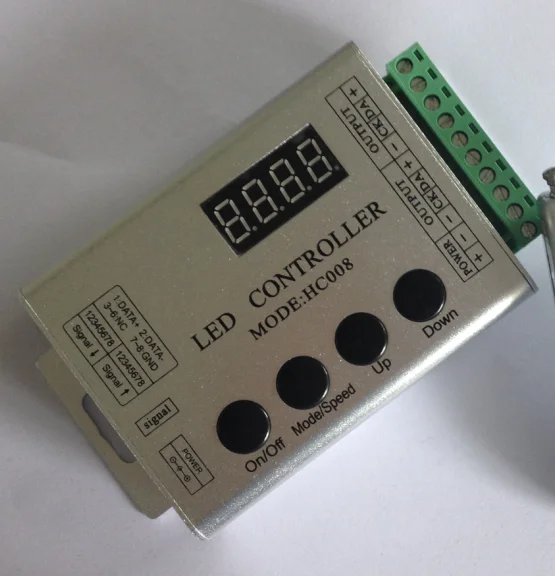 + CK DA -
OUTPUT
+ CK DA -
OUTPUT
- +
POWER
8.8.8.8.
LED CONTROLLER
MODE:HC008
1:DATA+ 2:DATA-
3~6:NC 7~8:GND
12345678 12345678
Signal ↓ Signal ↑
signal
POWER
On/Off Mode/Speed Up Down